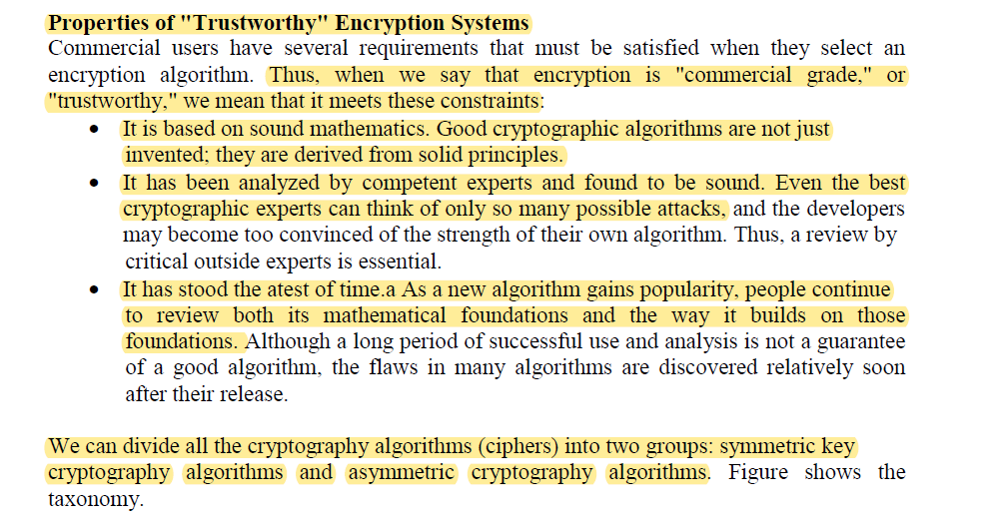 Properties of "Trustworthy" Encryption Systems
Commercial users have several requirements that must be satisfied when they select an
encryption algorithm. Thus, when we say that encryption is "commercial grade," or
"trustworthy," we mean that it meets these constraints:
• It is based on sound mathematics. Good cryptographic algorithms are not just
invented; they are derived from solid principles.
• It has been analyzed by competent experts and found to be sound. Even the best
cryptographic experts can think of only so many possible attacks, and the developers
may become too convinced of the strength of their own algorithm. Thus, a review by
critical outside experts is essential.
• It has stood the atest of time.a As a new algorithm gains popularity, people continue
to review both its mathematical foundations and the way it builds on those
foundations. Although a long period of successful use and analysis is not a guarantee
of a good algorithm, the flaws in many algorithms are discovered relatively soon
after their release.
We can divide all the cryptography algorithms (ciphers) into two groups: symmetric key
cryptography algorithms and asymmetric cryptography algorithms. Figure shows the
taxonomy.